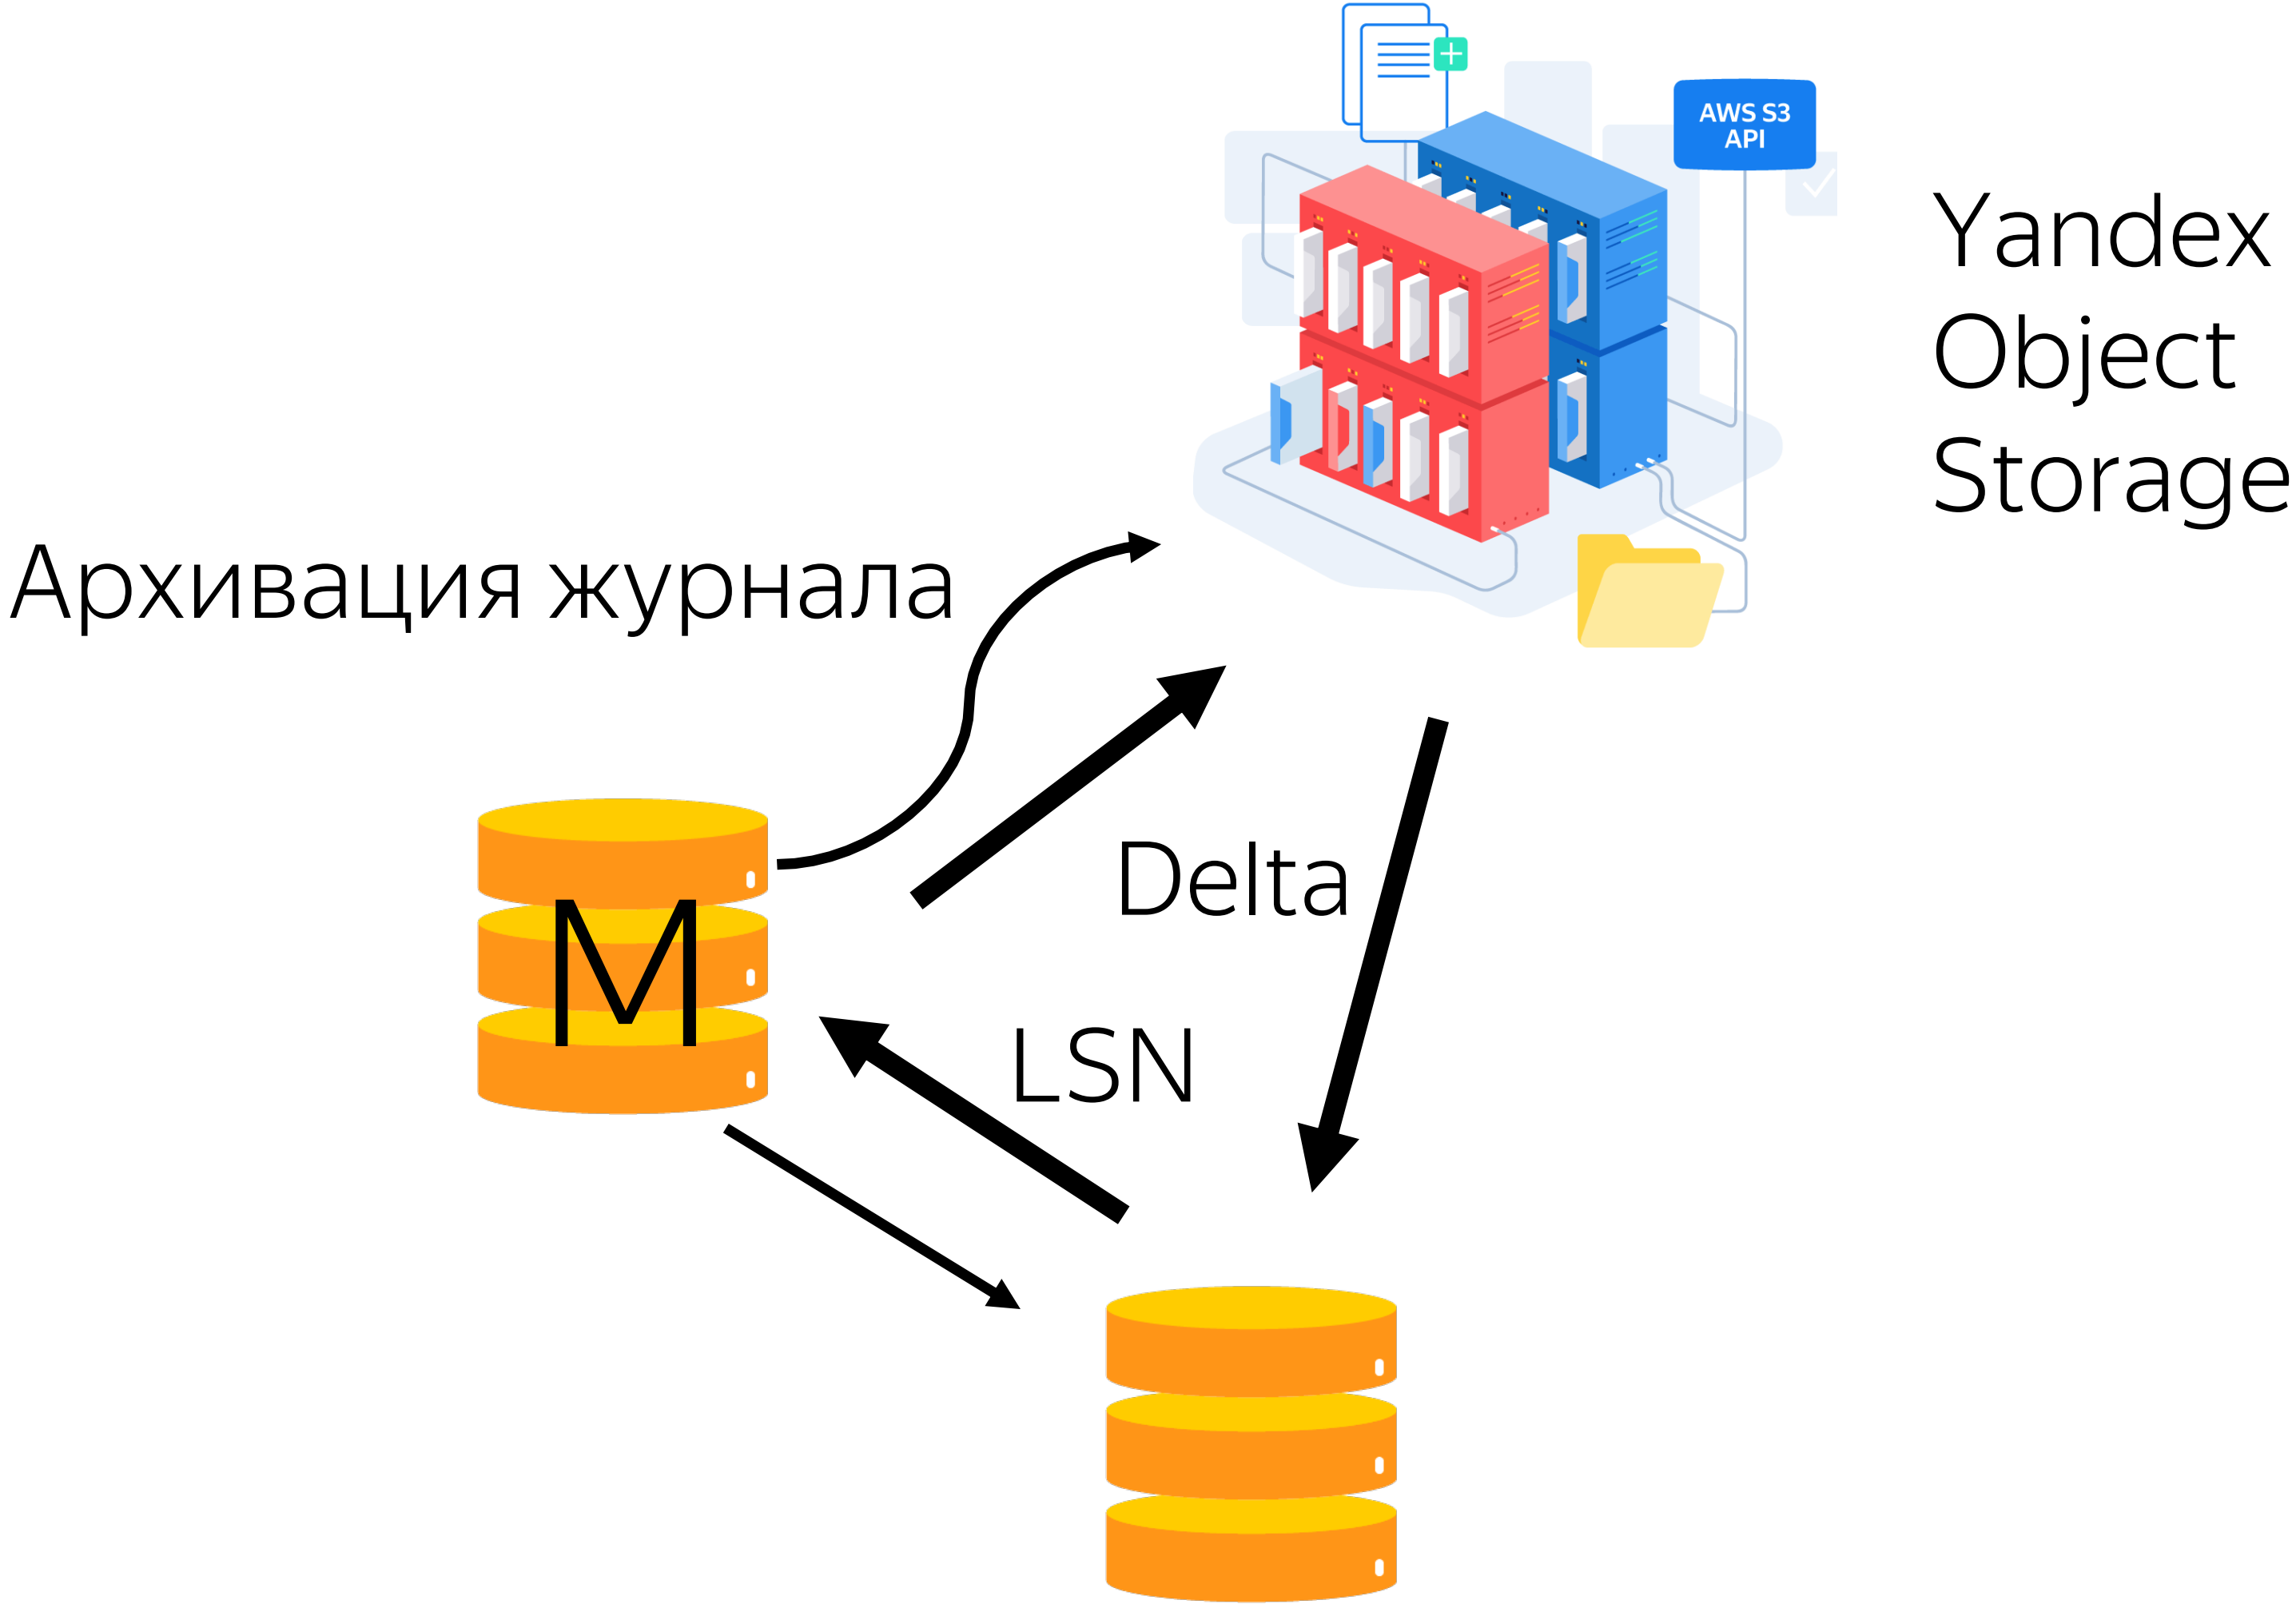 AWS S3
API
Yandex
Object
Storage
Архивация журнала
Delta
M
LSN